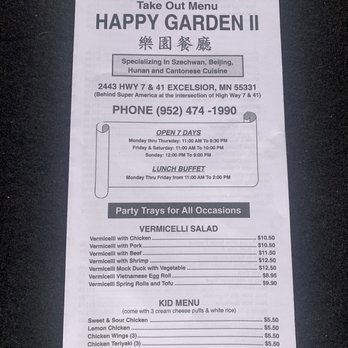 Take Out Menu
HAPPY GARDEN II
樂園餐廳
Specializing In Szechwan, Beijing,
Hunan and Cantonese Cuisine
2443 HWY 7 & 41 EXCELSIOR, MN 55331
(Behind Super America at the intersection of High Way 7 & 41)
PHONE (952) 474 -1990
OPEN 7 DAYS
Monday thru Thursday: 11:00 AM To 9:30 PM
Friday & Saturday: 11:00 AM To 10:00 PM
Sunday: 12:00 PM To 9:00 PM
LUNCH BUFFET
Monday Thru Friday from 11:00 AM To 2:00 PM
Party Trays for All Occasions
VERMICELLI SALAD
Vermicelli with Chicken $10.50
Vermicelli with Pork $10.50
Vermicelli with Beef $11.50
Vermicelli with Shrimp $12.50
Vermicelli Mock Duck with Vegetable $12.50
Vermicelli Vietnamese Egg Roll $8.95
Vermicelli Spring Rolls and Tofu $9.90
KID MENU
(come with 3 cream cheese puffs & white rice)
Sweet & Sour Chicken $5.50
Lemon Chicken $5.50
Chicken Wings (3) $5.50
Chicken Teriyaki (3) $5.50